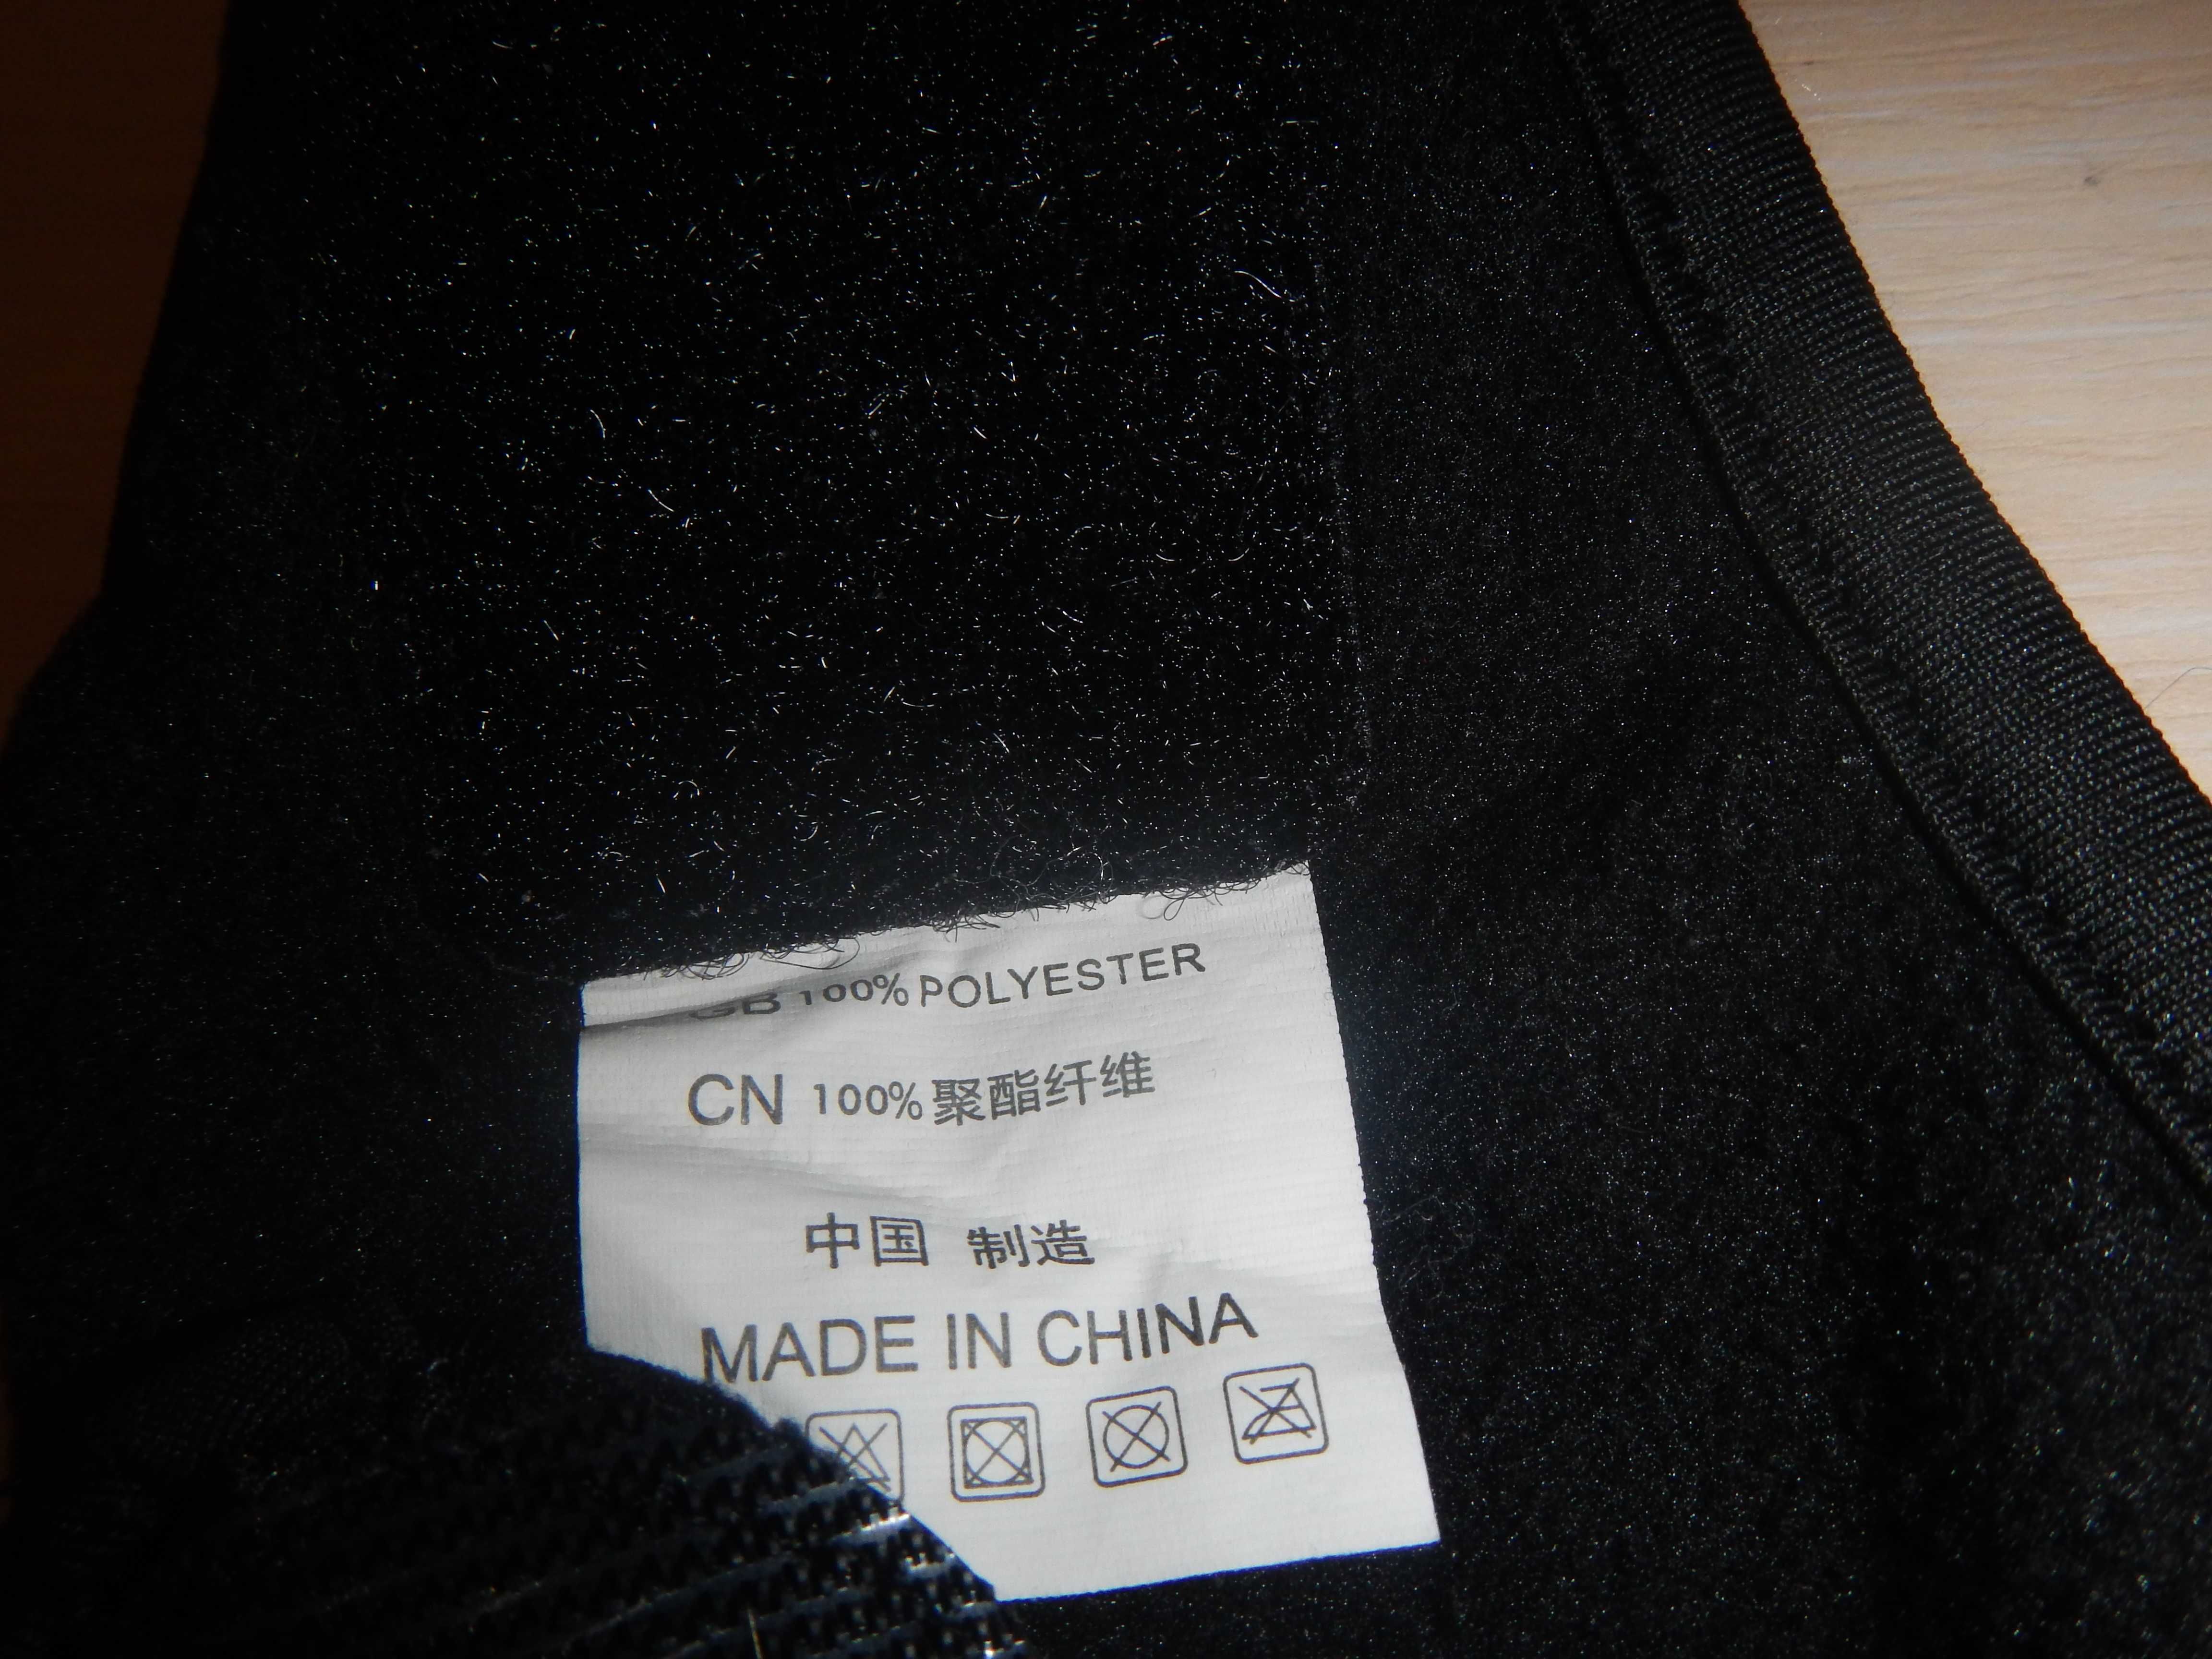 GB 100% POLYESTER
CN 100% 聚酯纤维
中国 制造
MADE IN CHINA